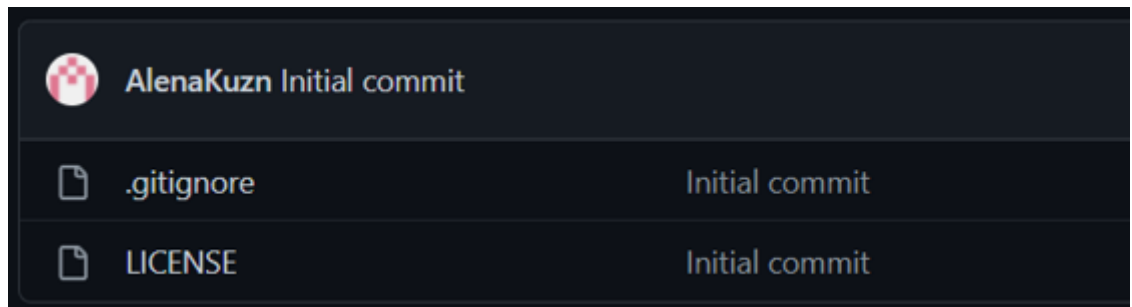 AlenaKuzn Initial commit
.gitignore Initial commit
LICENSE Initial commit